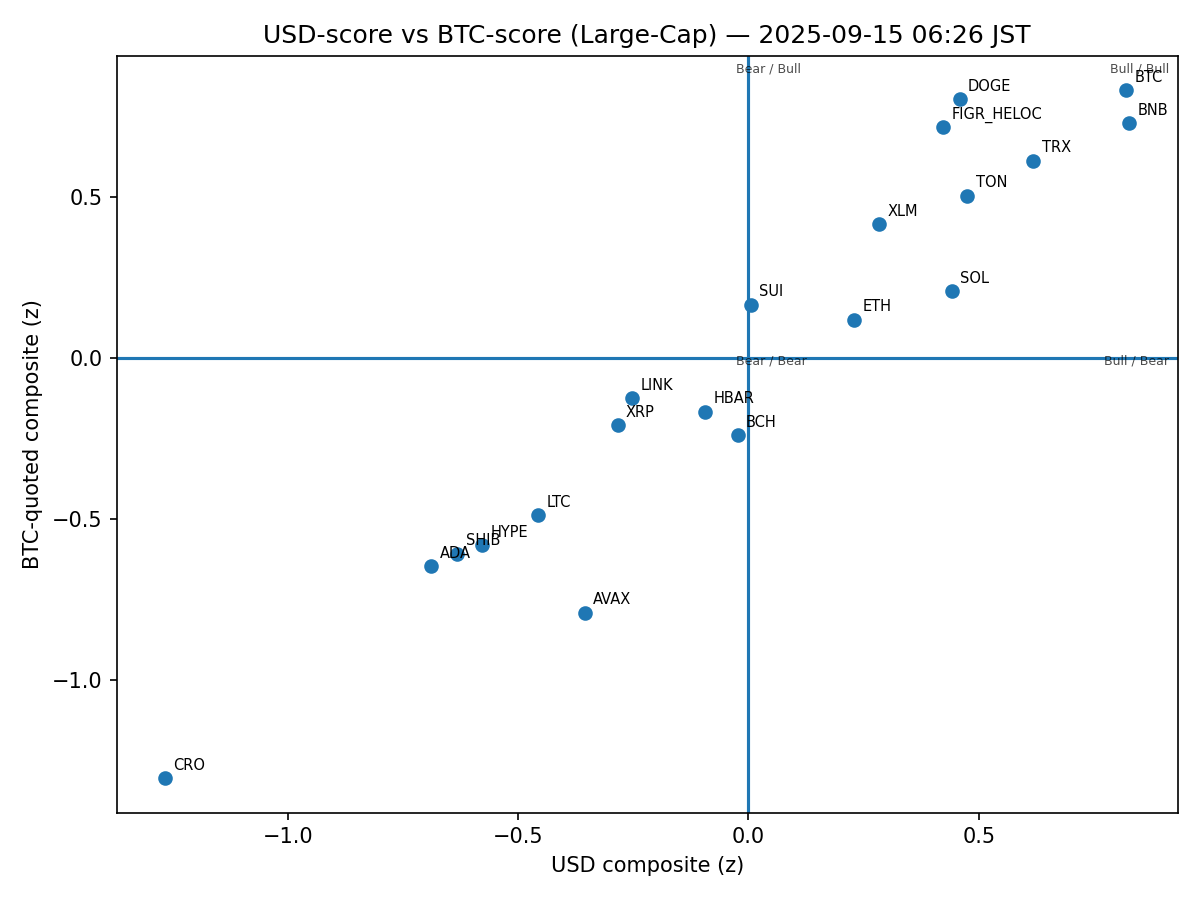 USD-score vs BTC-score (Large-Cap) — 2025-09-15 06:26 JST
Bear / Bull
Bull / Bull
BTC
DOGE
BNB
FIGR_HELOC
TRX
TON
XLM
SOL
SUI
ETH
Bear / Bear
Bull / Bear
LINK
HBAR
XRP
BCH
LTC
HYPE
SHIB
ADA
AVAX
CRO
0.5
0.0
−0.5
−1.0
BTC-quoted composite (z)
−1.0
−0.5
0.0
0.5
USD composite (z)